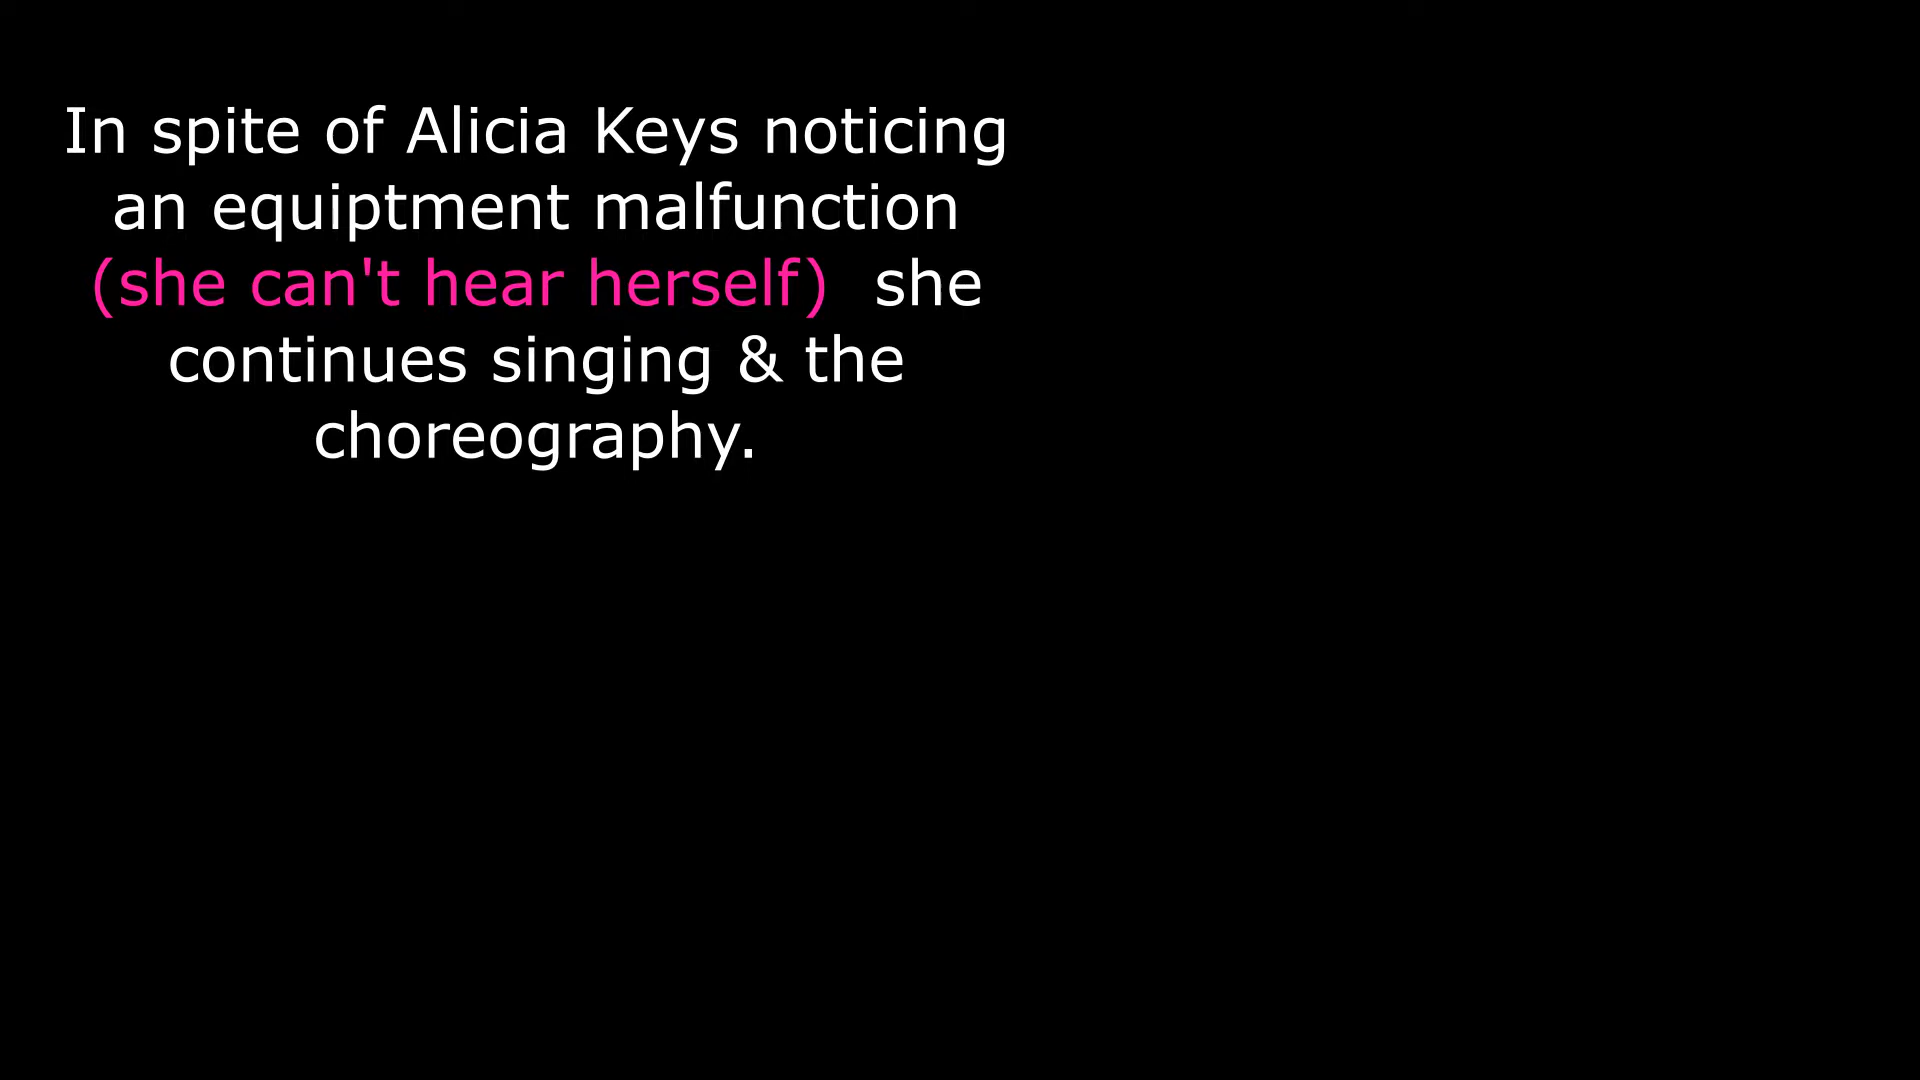 In spite of Alicia Keys noticing
an equiptment malfunction
(she can't hear herself)  she
continues singing & the
choreography.